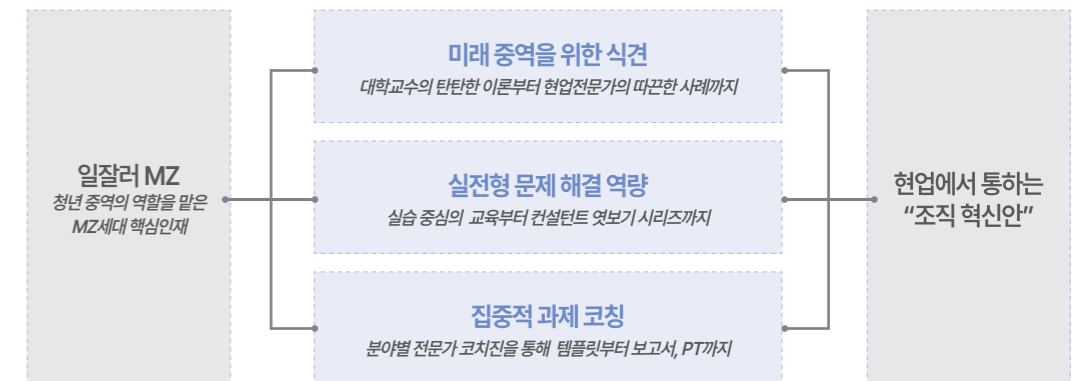 일잘러 MZ
청년 중역의 역할을 맡은
MZ세대 핵심인재
미래 중역을 위한 식견
대학교수의 탄탄한 이론부터 현업전문가의 따끈한 사례까지
실전형 문제 해결 역량
실습 중심의 교육부터 컨설턴트 엿보기 시리즈까지
집중적 과제 코칭
분야별 전문가 코치진을 통해 템플릿부터 보고서, PT까지
현업에서 통하는
“조직 혁신안”